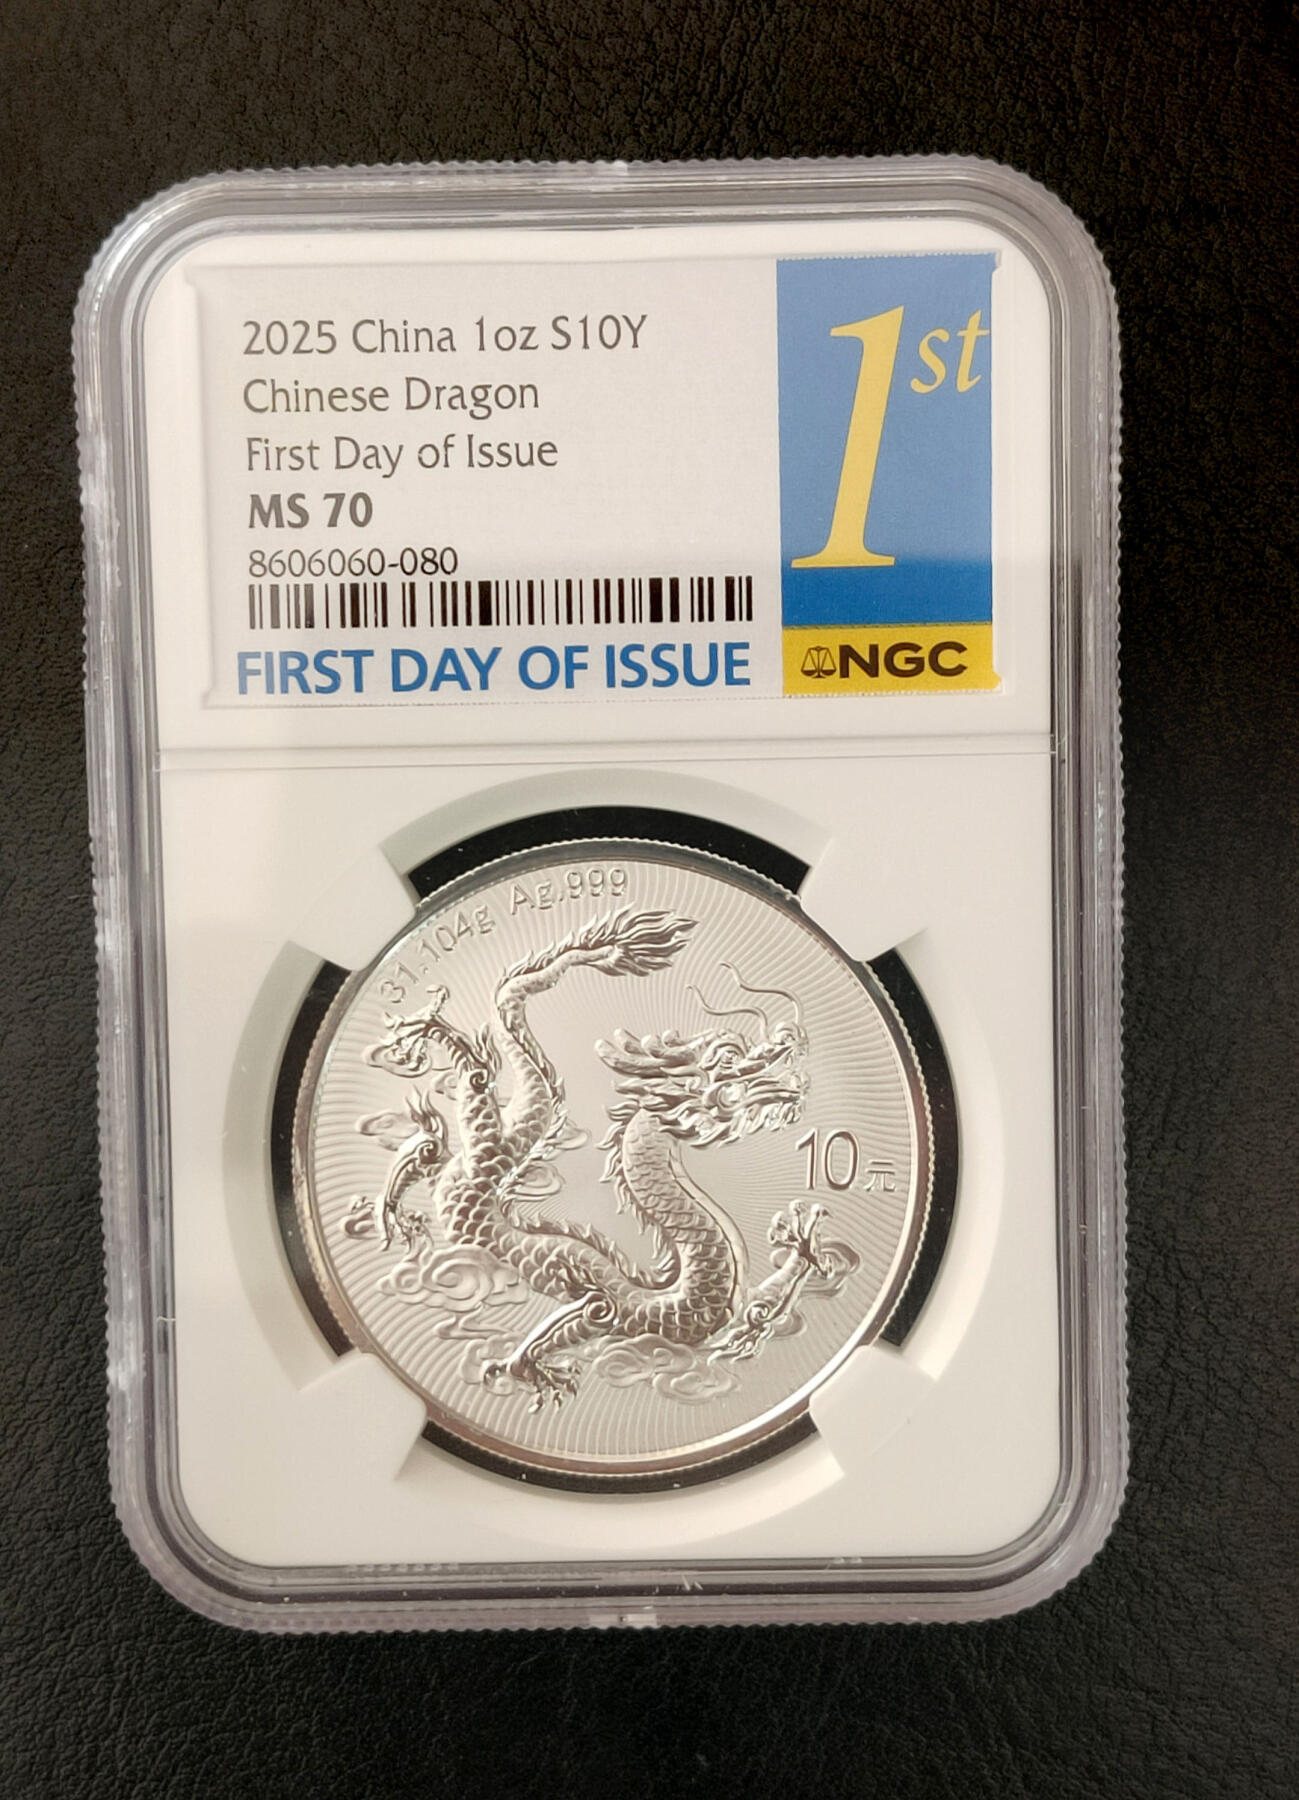 2025 China 1oz S10Y
Chinese Dragon
First Day of Issue
MS 70
8606060-080
FIRST DAY OF ISSUE
1st
NGC
31.104g Ag.999
10元